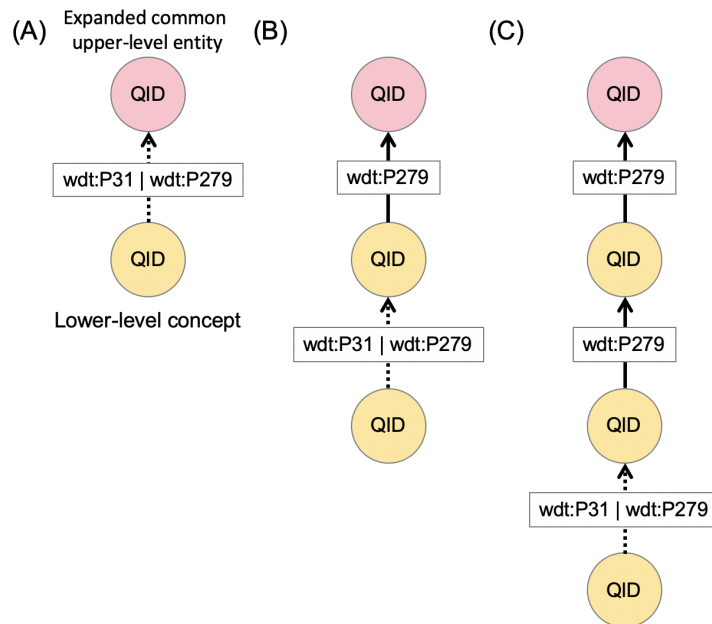 (A)
Expanded common
upper-level entity
QID
wdt:P31 | wdt:P279
QID
Lower-level concept
(B)
QID
wdt:P279
QID
wdt:P31 | wdt:P279
QID
(C)
QID
wdt:P279
QID
wdt:P279
QID
wdt:P31 | wdt:P279
QID